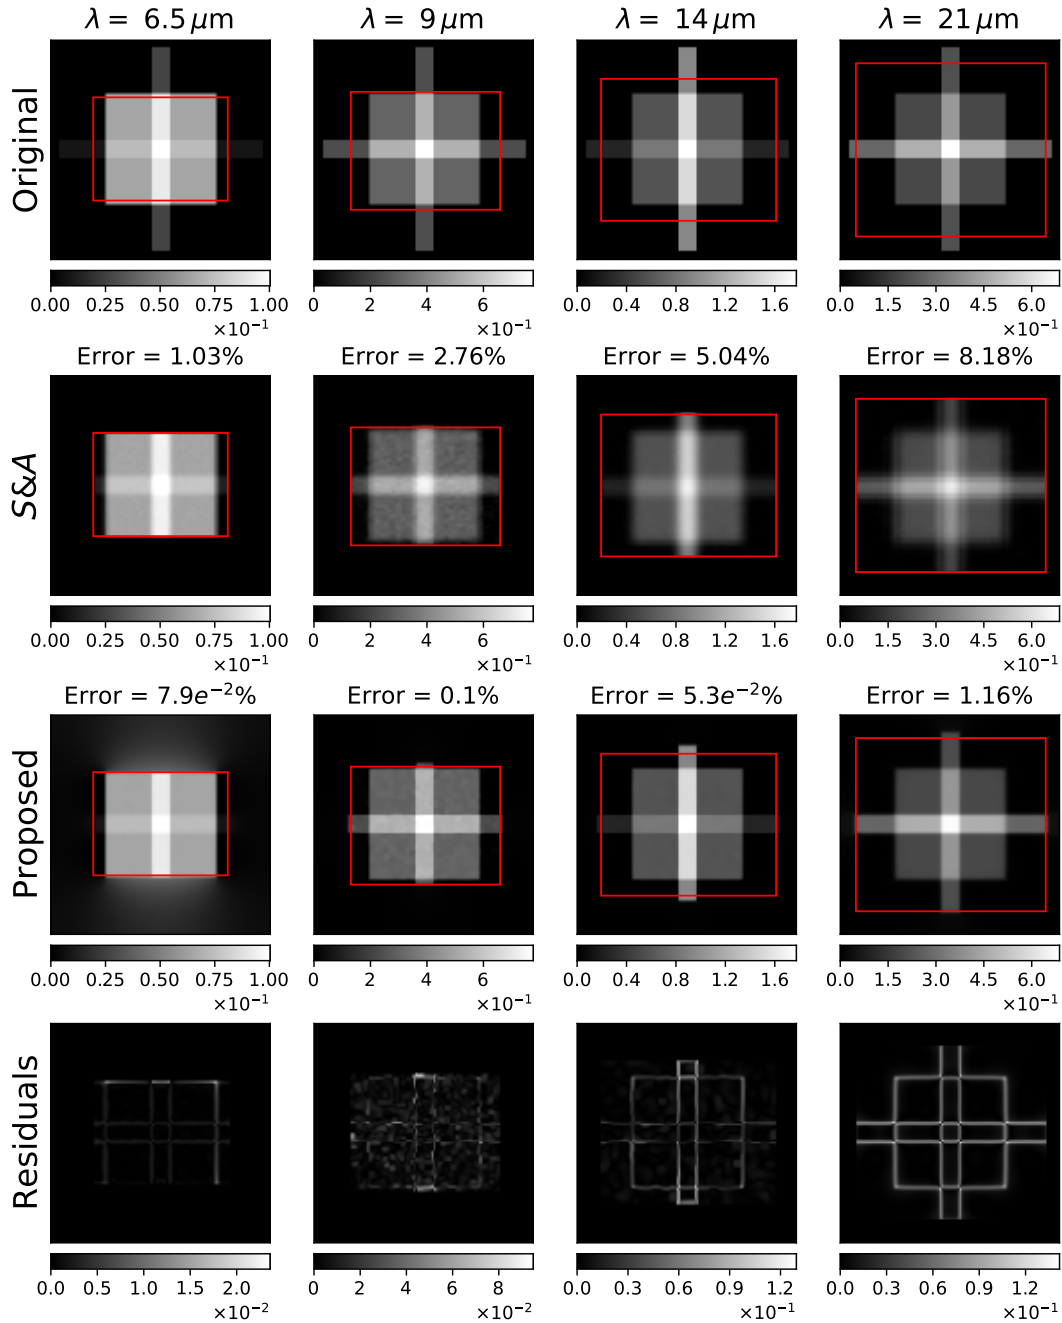 λ = 6.5 μm
λ = 9 μm
λ = 14 μm
λ = 21 μm
Original
0.00 0.25 0.50 0.75 1.00
×10⁻¹
0 2 4 6
×10⁻¹
0.0 0.4 0.8 1.2 1.6
0.0 1.5 3.0 4.5 6.0
×10⁻¹
Error = 1.03%
Error = 2.76%
Error = 5.04%
Error = 8.18%
S&A
0.00 0.25 0.50 0.75 1.00
×10⁻¹
0 2 4 6
×10⁻¹
0.0 0.4 0.8 1.2 1.6
0.0 1.5 3.0 4.5 6.0
×10⁻¹
Error = 7.9e⁻²%
Error = 0.1%
Error = 5.3e⁻²%
Error = 1.16%
Proposed
0.00 0.25 0.50 0.75 1.00
×10⁻¹
0 2 4 6
×10⁻¹
0.0 0.4 0.8 1.2 1.6
0.0 1.5 3.0 4.5 6.0
×10⁻¹
Residuals
0.0 0.5 1.0 1.5 2.0
×10⁻²
0 2 4 6 8
×10⁻²
0.0 0.3 0.6 0.9 1.2
×10⁻¹
0.0 0.3 0.6 0.9 1.2
×10⁻¹